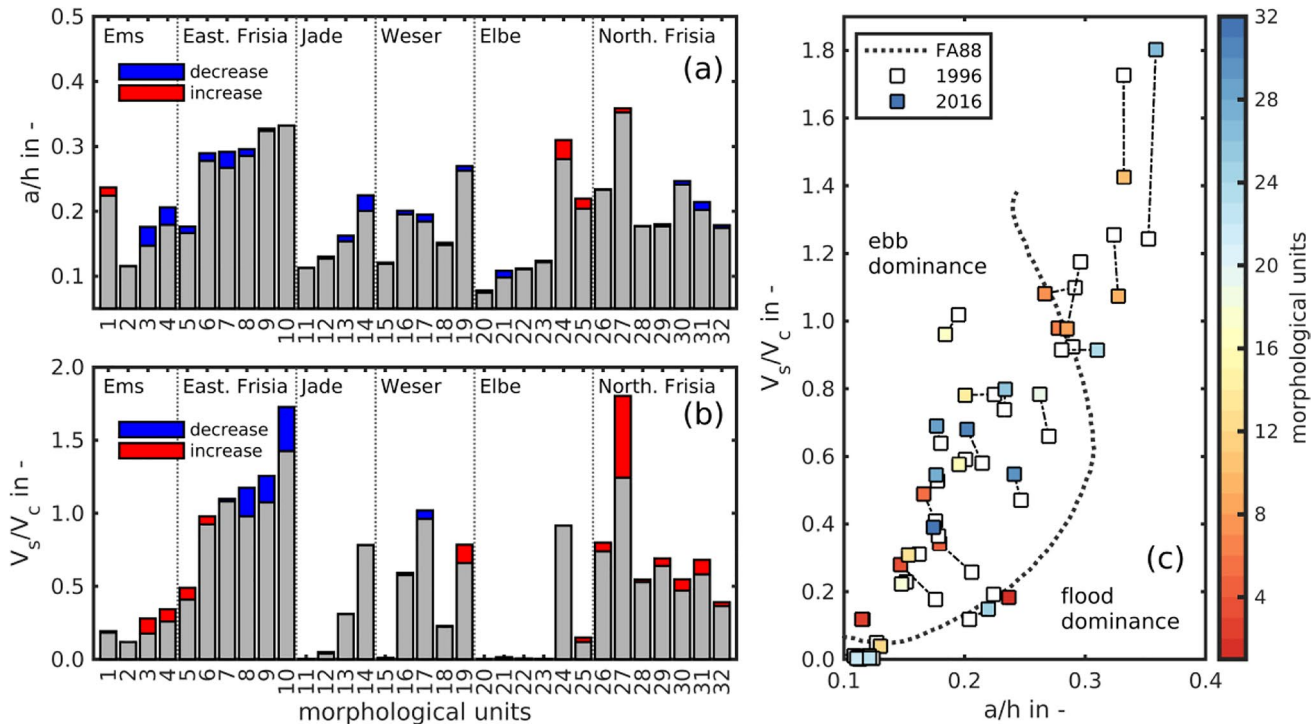 0.5
0.4
0.3
0.2
0.1
a/h in -
Ems
East. Frisia
Jade
Weser
Elbe
North. Frisia
decrease
increase
(a)
1 2 3 4 5 6 7 8 9 10 11 12 13 14 15 16 17 18 19 20 21 22 23 24 25 26 27 28 29 30 31 32
2.0
1.5
1.0
0.5
0.0
Vs/Vc in -
Ems
East. Frisia
Jade
Weser
Elbe
North. Frisia
decrease
increase
(b)
1 2 3 4 5 6 7 8 9 10 11 12 13 14 15 16 17 18 19 20 21 22 23 24 25 26 27 28 29 30 31 32
morphological units
1.8
1.6
1.4
1.2
1.0
0.8
0.6
0.4
0.2
0.0
Vs/Vc in -
FA88
1996
2016
ebb
dominance
flood
dominance
(c)
0.1 0.2 0.3 0.4
a/h in -
32
28
24
20
16
12
8
4
morphological units